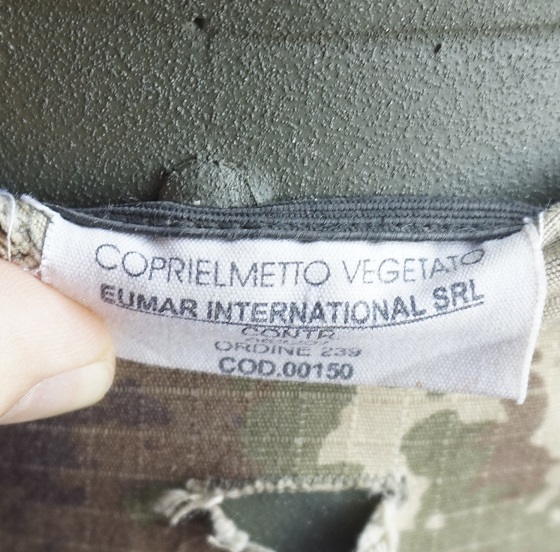 COPRIELMETTO VEGETATO
EUMAR INTERNATIONAL SRL
CONTR.
ORDINE 239
COD.00150